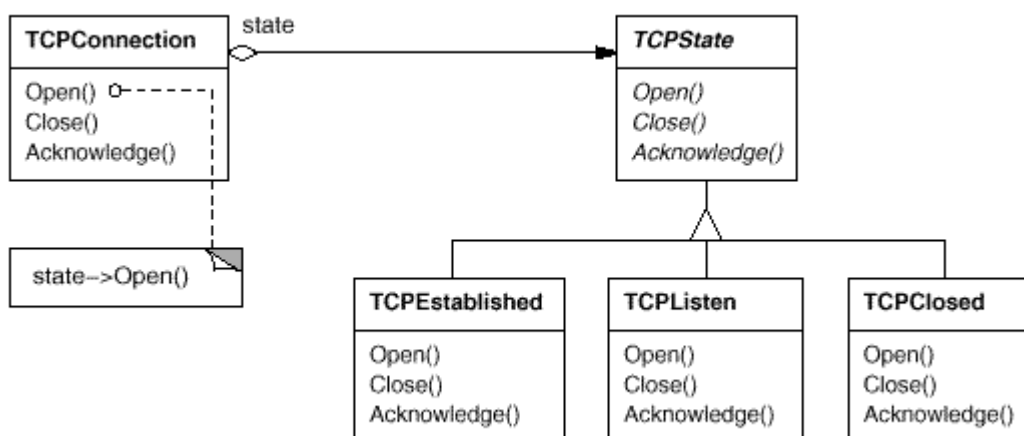 state
TCPConnection
Open()
Close()
Acknowledge()
TCPState
Open()
Close()
Acknowledge()
state->Open()
TCPEstablished
Open()
Close()
Acknowledge()
TCPListen
Open()
Close()
Acknowledge()
TCPClosed
Open()
Close()
Acknowledge()